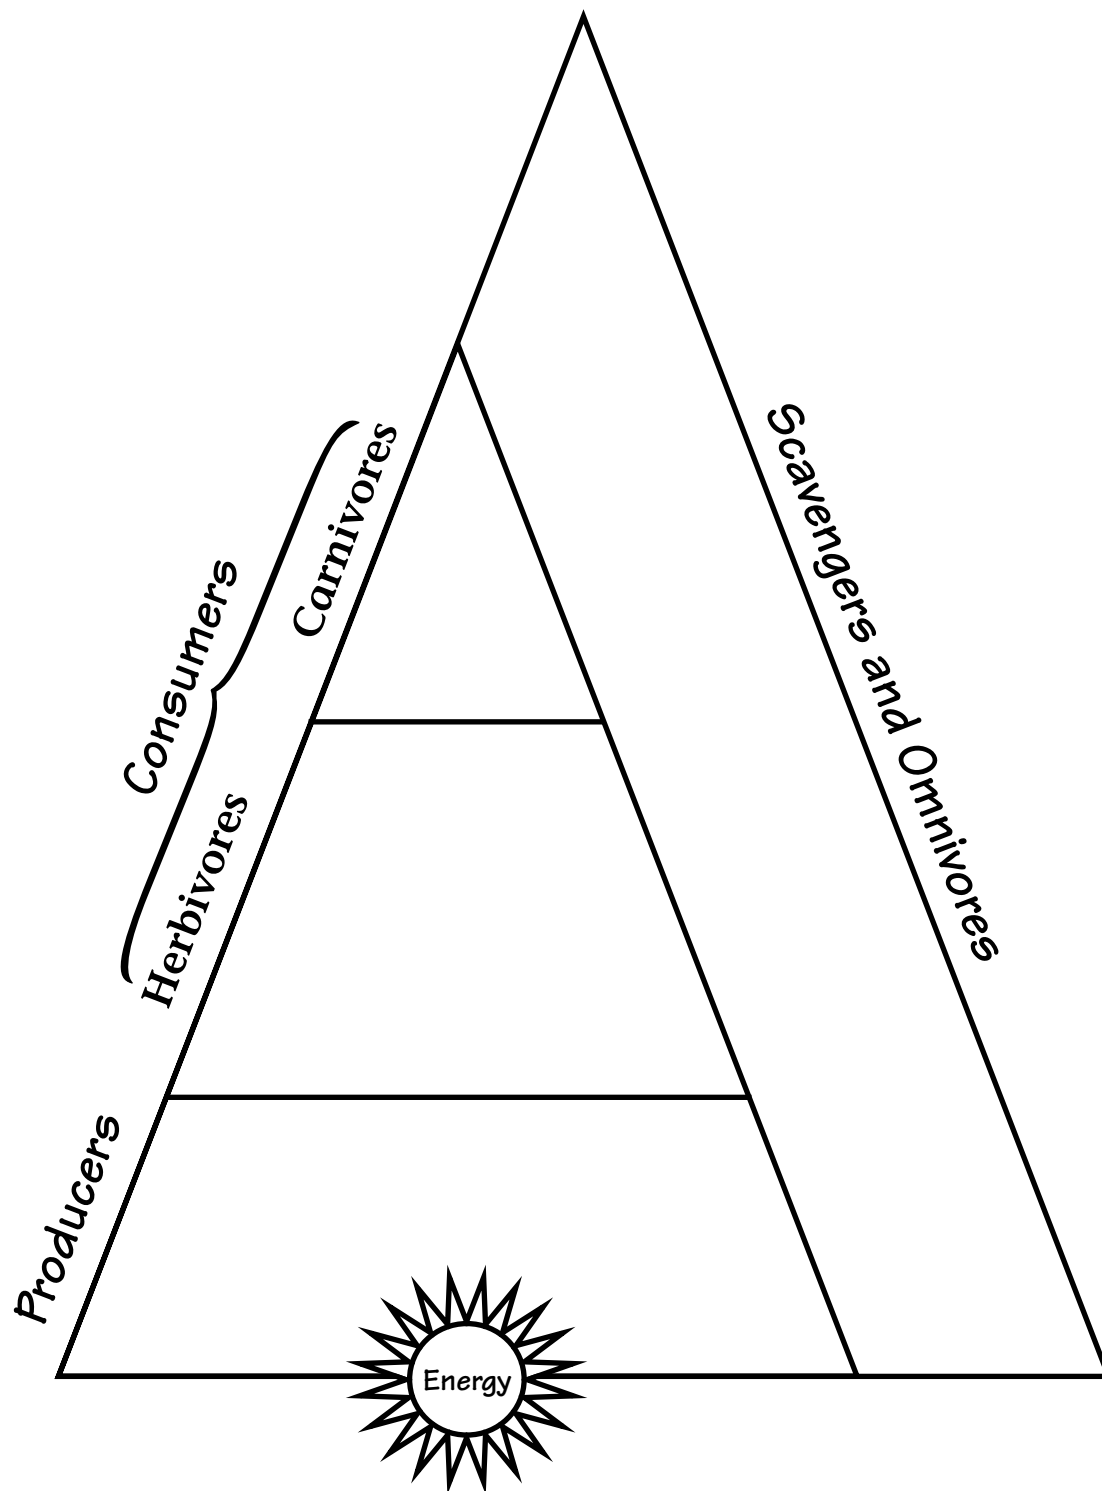 Scavengers and Omnivores
Carnivores
Consumers
Herbivores
Producers
Energy